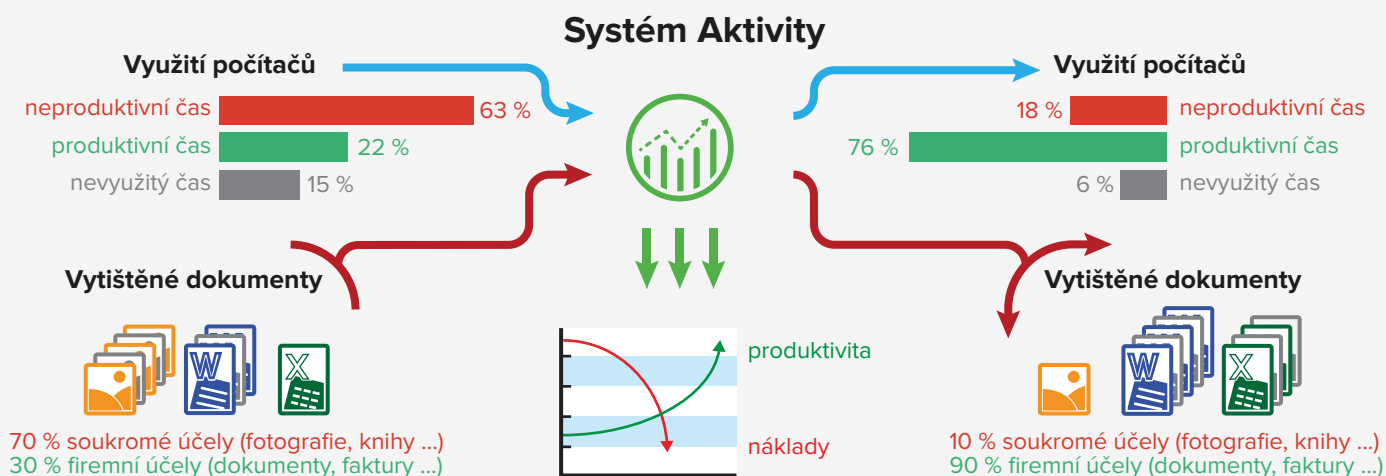 Systém Aktivity
Využití počítačů
neproduktivní čas 63 %
produktivní čas 22 %
nevyužitý čas 15 %
Vytištěné dokumenty
W X
70 % soukromé účely (fotografie, knihy ...)
30 % firemní účely (dokumenty, faktury ...)
produktivita
náklady
Využití počítačů
18 % neproduktivní čas
76 % produktivní čas
6 % nevyužitý čas
Vytištěné dokumenty
W X
10 % soukromé účely (fotografie, knihy ...)
90 % firemní účely (dokumenty, faktury ...)